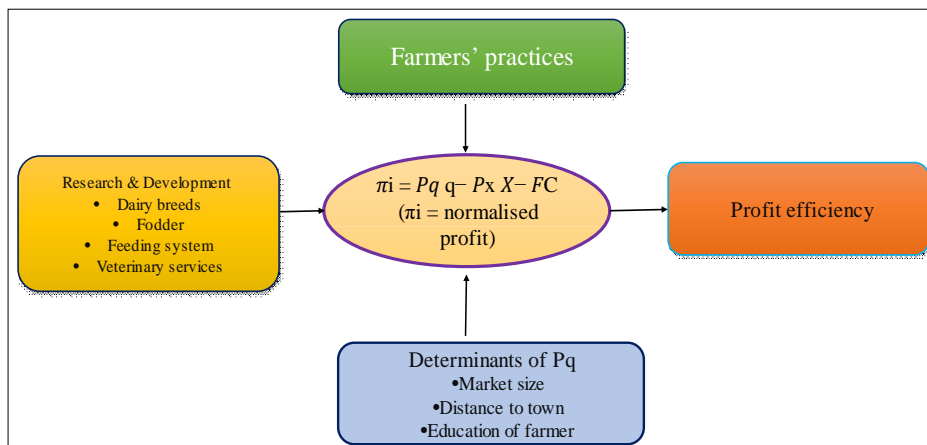 Farmers’ practices
Research & Development
• Dairy breeds
• Fodder
• Feeding system
• Veterinary services
πi = Pq q− Px X− FC
(πi = normalised
profit)
Profit efficiency
Determinants of Pq
•Market size
•Distance to town
•Education of farmer